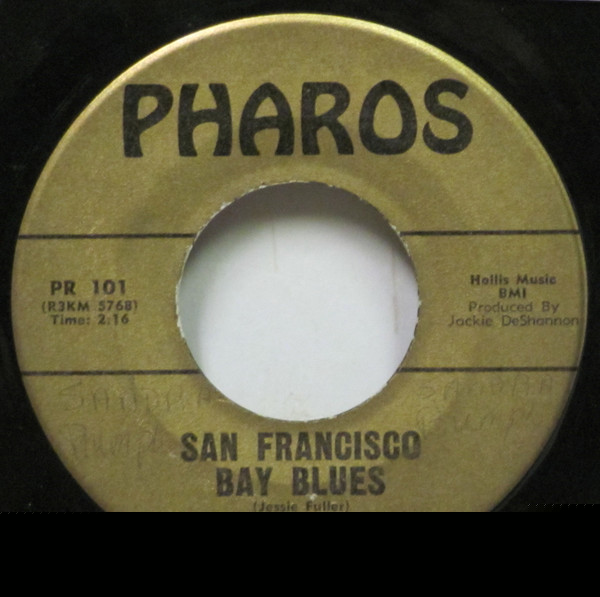 PHAROS
PR 101
(R3KM 5768)
Time: 2:16
Hollis Music
BMI
Produced By
Jackie DeShannon
SAN FRANCISCO
BAY BLUES
(Jessie Fuller)